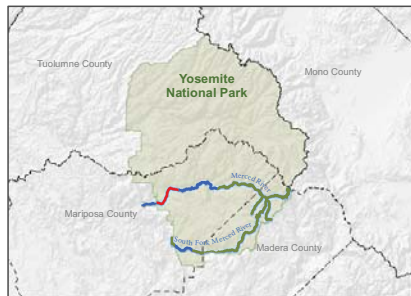 Tuolumne County
Mono County
Yosemite
National Park
Merced River
Mariposa County
South Fork Merced River
Madera County